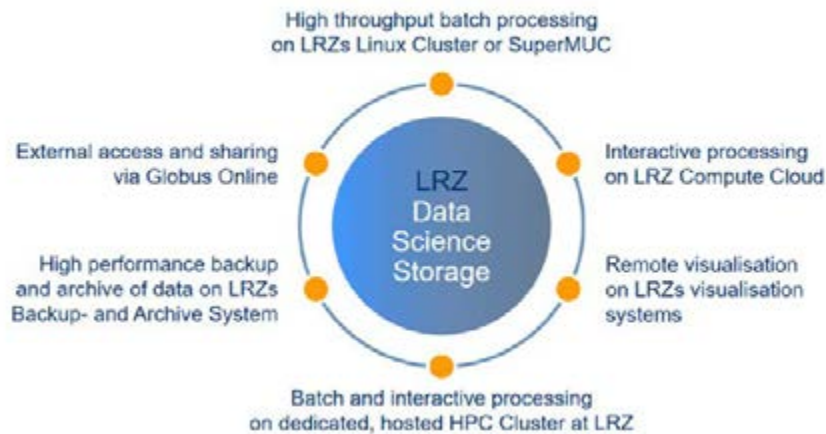 High throughput batch processing
on LRZs Linux Cluster or SuperMUC
External access and sharing
via Globus Online
Interactive processing
on LRZ Compute Cloud
LRZ
Data
Science
Storage
High performance backup
and archive of data on LRZs
Backup- and Archive System
Remote visualisation
on LRZs visualisation
systems
Batch and interactive processing
on dedicated, hosted HPC Cluster at LRZ